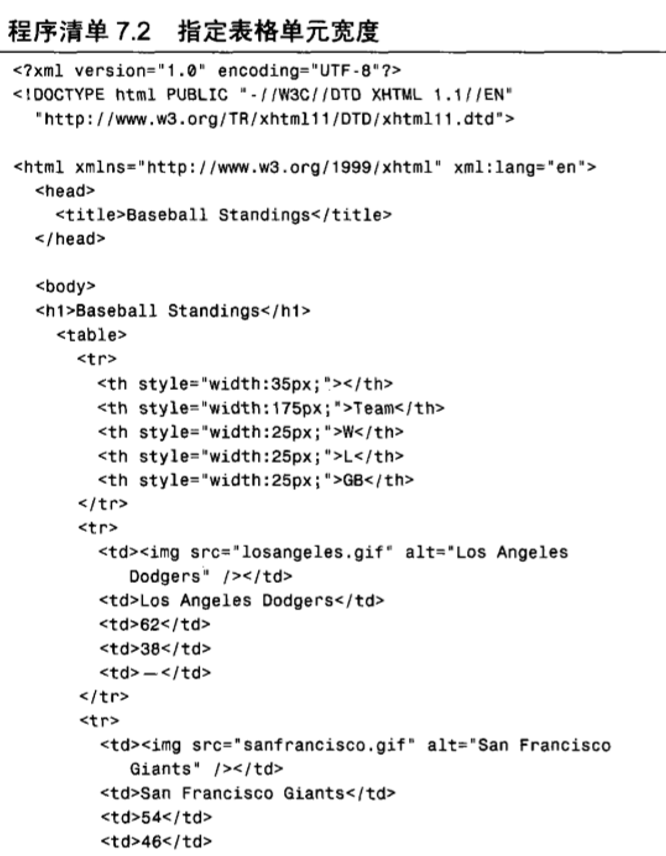 程序清单 7.2 指定表格单元宽度
<?xml version="1.0" encoding="UTF-8"?>
<!DOCTYPE html PUBLIC "-//W3C//DTD XHTML 1.1//EN"
"http://www.w3.org/TR/xhtml11/DTD/xhtml11.dtd">
<html xmlns="http://www.w3.org/1999/xhtml" xml:lang="en">
<head>
<title>Baseball Standings</title>
</head>
<body>
<h1>Baseball Standings</h1>
<table>
<tr>
<th style="width:35px;"></th>
<th style="width:175px;">Team</th>
<th style="width:25px;">W</th>
<th style="width:25px;">L</th>
<th style="width:25px;">GB</th>
</tr>
<tr>
<td><img src="losangeles.gif" alt="Los Angeles
Dodgers" /></td>
<td>Los Angeles Dodgers</td>
<td>62</td>
<td>38</td>
<td>—</td>
</tr>
<tr>
<td><img src="sanfrancisco.gif" alt="San Francisco
Giants" /></td>
<td>San Francisco Giants</td>
<td>54</td>
<td>46</td>